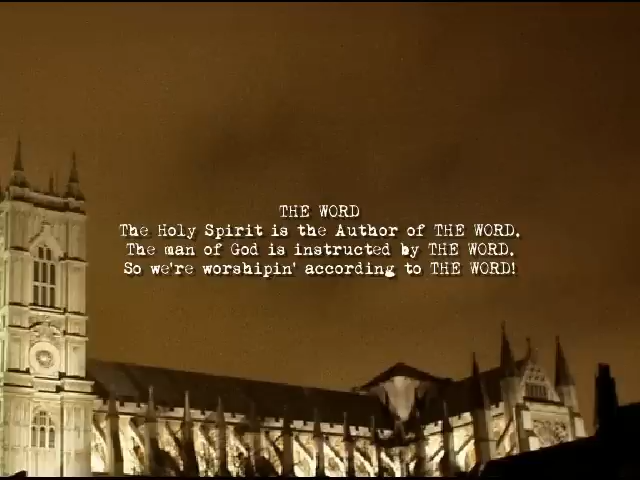 THE WORD
The Holy Spirit is the Author of THE WORD.
The man of God is instructed by THE WORD.
So we're worshipin' according to THE WORD!